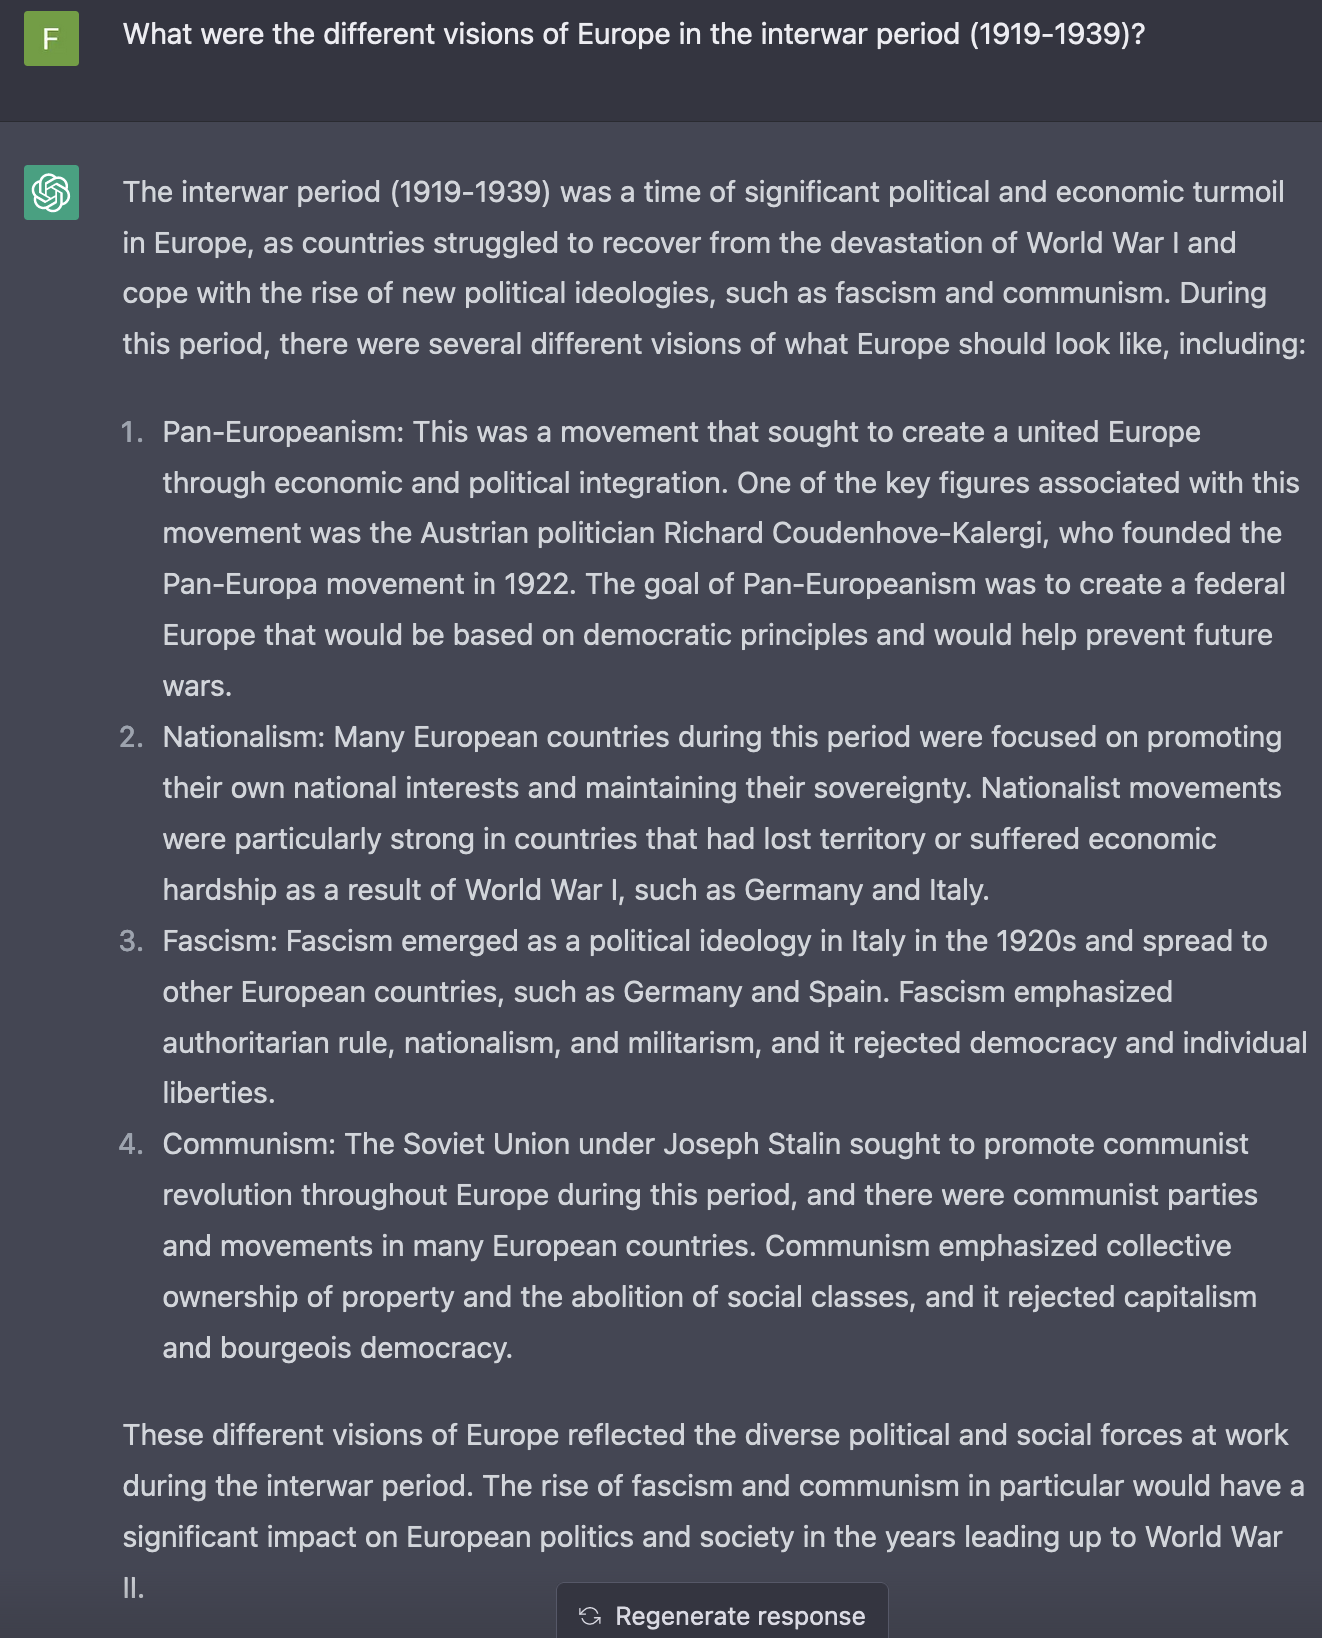 F
What were the different visions of Europe in the interwar period (1919-1939)?
The interwar period (1919-1939) was a time of significant political and economic turmoil
in Europe, as countries struggled to recover from the devastation of World War I and
cope with the rise of new political ideologies, such as fascism and communism. During
this period, there were several different visions of what Europe should look like, including:
1. Pan-Europeanism: This was a movement that sought to create a united Europe
through economic and political integration. One of the key figures associated with this
movement was the Austrian politician Richard Coudenhove-Kalergi, who founded the
Pan-Europa movement in 1922. The goal of Pan-Europeanism was to create a federal
Europe that would be based on democratic principles and would help prevent future
wars.
2. Nationalism: Many European countries during this period were focused on promoting
their own national interests and maintaining their sovereignty. Nationalist movements
were particularly strong in countries that had lost territory or suffered economic
hardship as a result of World War I, such as Germany and Italy.
3. Fascism: Fascism emerged as a political ideology in Italy in the 1920s and spread to
other European countries, such as Germany and Spain. Fascism emphasized
authoritarian rule, nationalism, and militarism, and it rejected democracy and individual
liberties.
4. Communism: The Soviet Union under Joseph Stalin sought to promote communist
revolution throughout Europe during this period, and there were communist parties
and movements in many European countries. Communism emphasized collective
ownership of property and the abolition of social classes, and it rejected capitalism
and bourgeois democracy.
These different visions of Europe reflected the diverse political and social forces at work
during the interwar period. The rise of fascism and communism in particular would have a
significant impact on European politics and society in the years leading up to World War
II.
Regenerate response